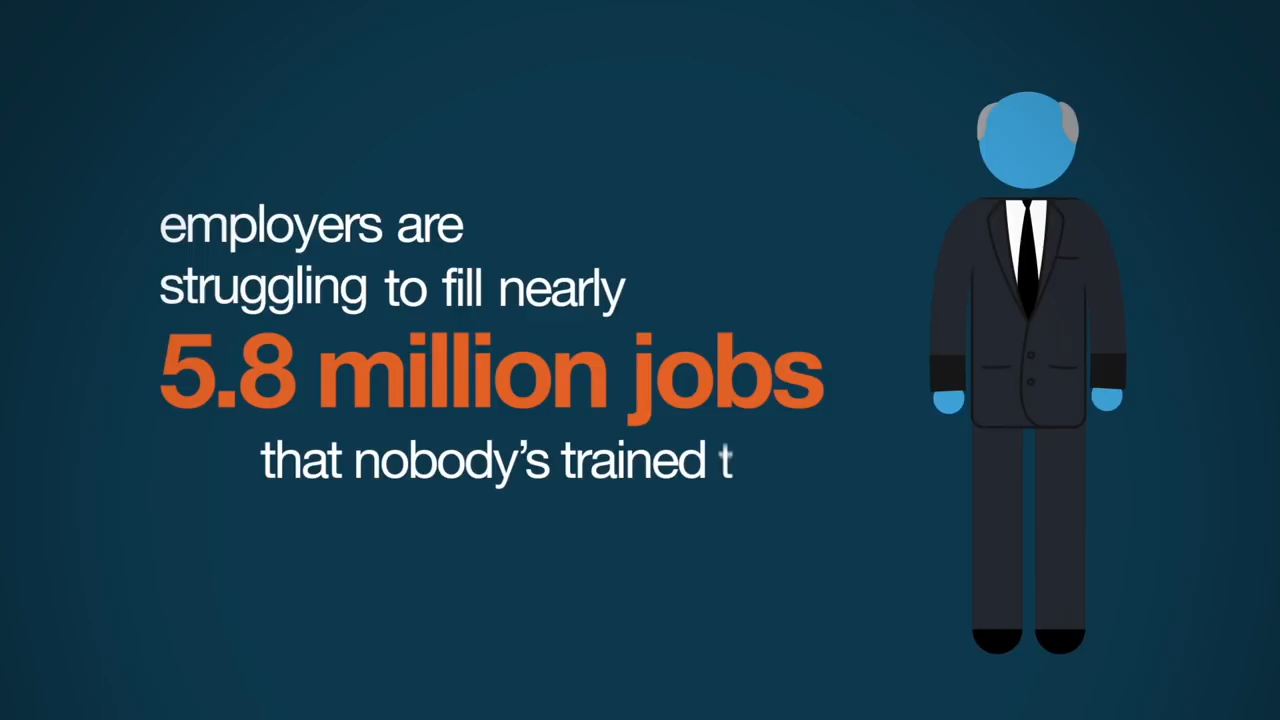 employers are
struggling to fill nearly
5.8 million jobs
that nobody's trained t